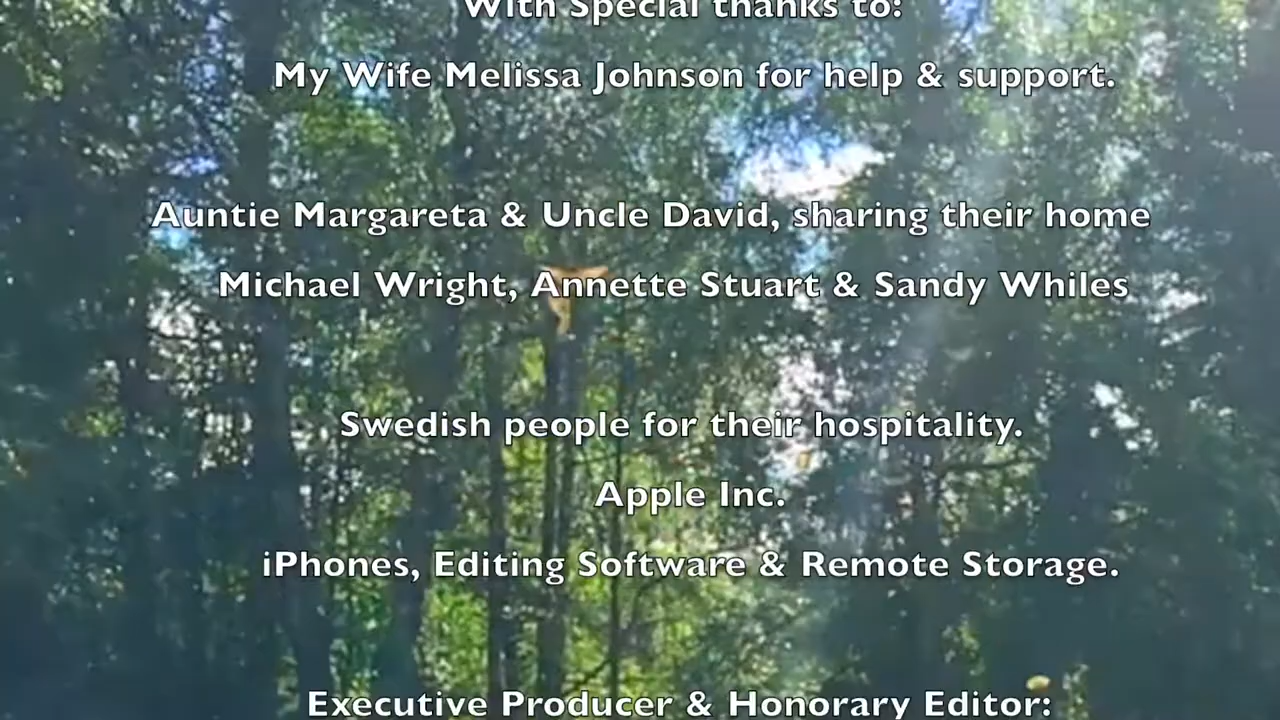 With Special thanks to:
My Wife Melissa Johnson for help & support.
Auntie Margareta & Uncle David, sharing their home
Michael Wright, Annette Stuart & Sandy Whiles
Swedish people for their hospitality.
Apple Inc.
iPhones, Editing Software & Remote Storage.
Executive Producer & Honorary Editor: